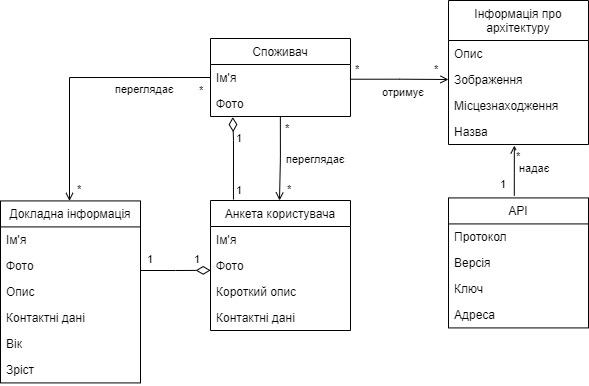 Інформація про
архітектуру
Опис
Зображення
Місцезнаходження
Назва
Споживач
Ім'я
Фото
переглядає
*
*
*
*
отримує
*
1
переглядає
1
*
*
надає
1
Докладна інформація
Ім'я
Фото
Опис
Контактні дані
Вік
Зріст
1
1
Анкета користувача
Ім'я
Фото
Короткий опис
Контактні дані
API
Протокол
Версія
Ключ
Адреса